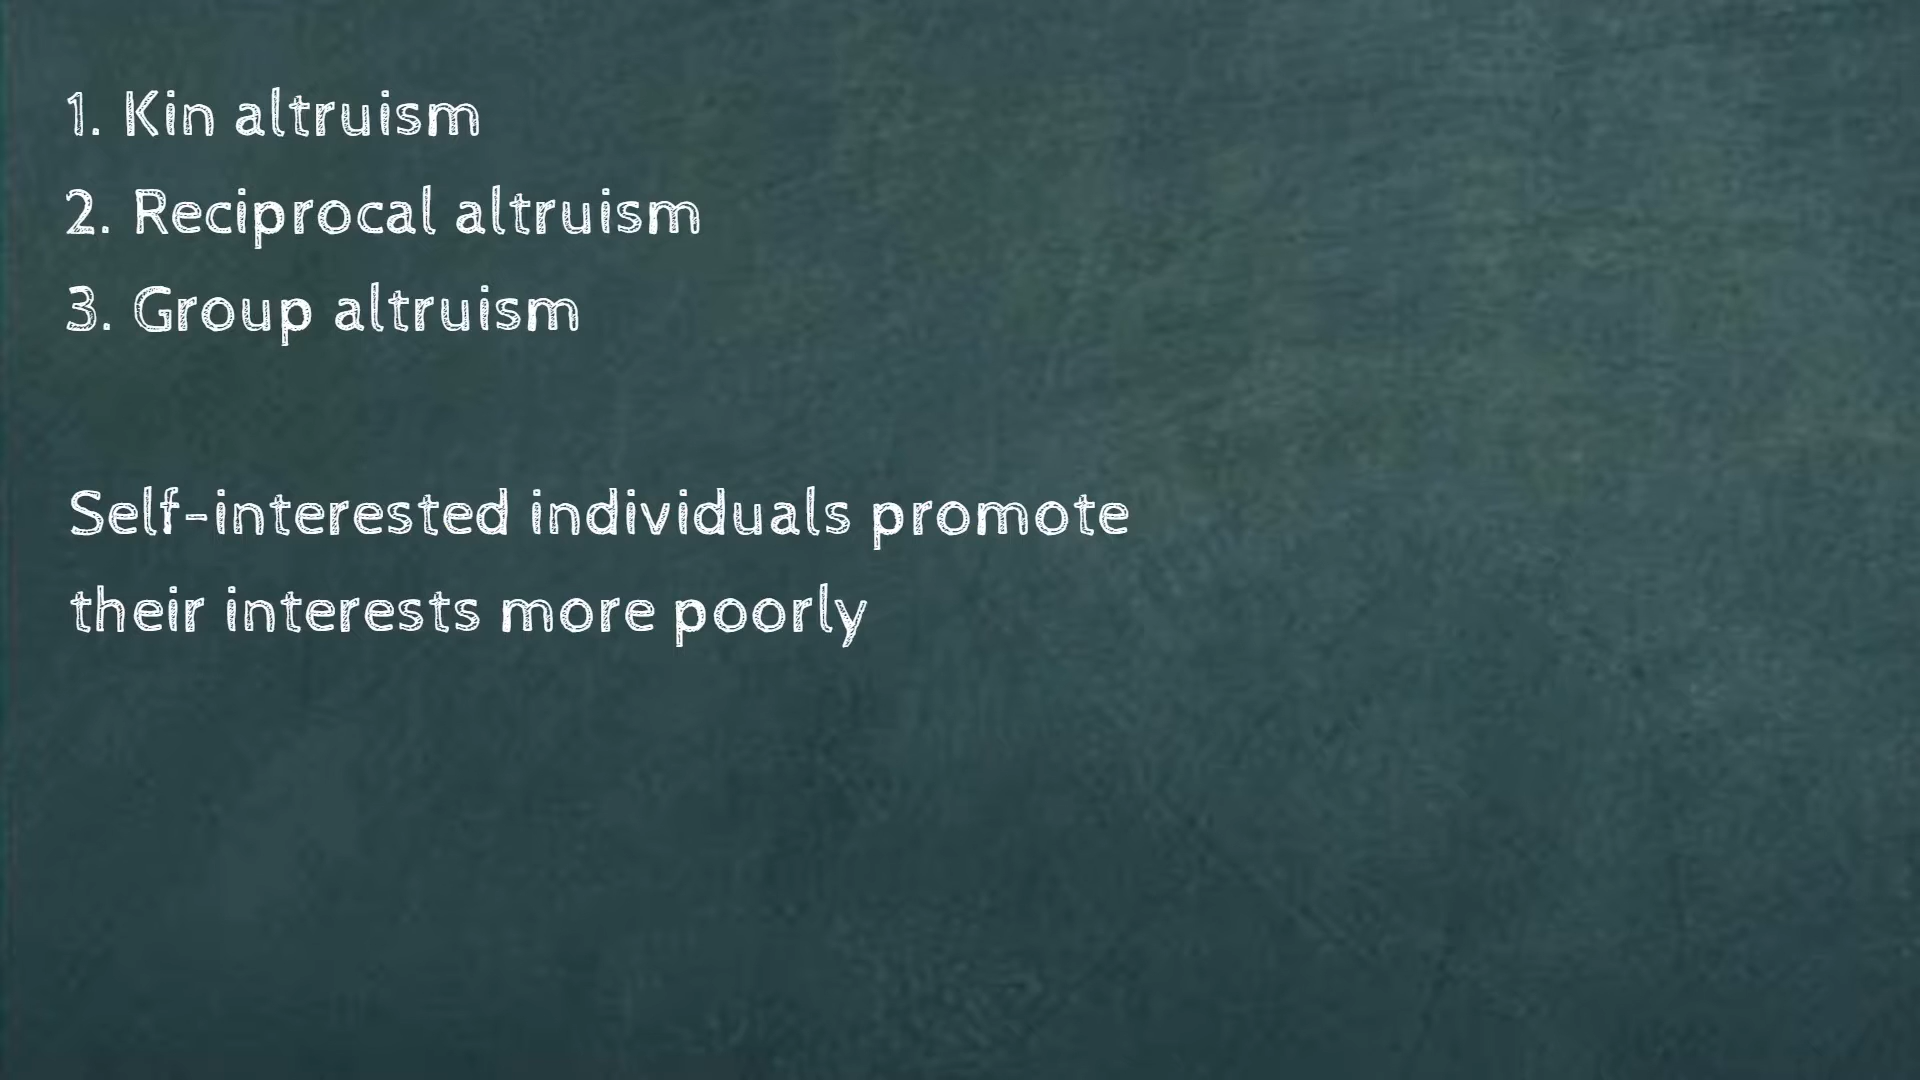 1. Kin altruism
2. Reciprocal altruism
3. Group altruism
Self-interested individuals promote
their interests more poorly